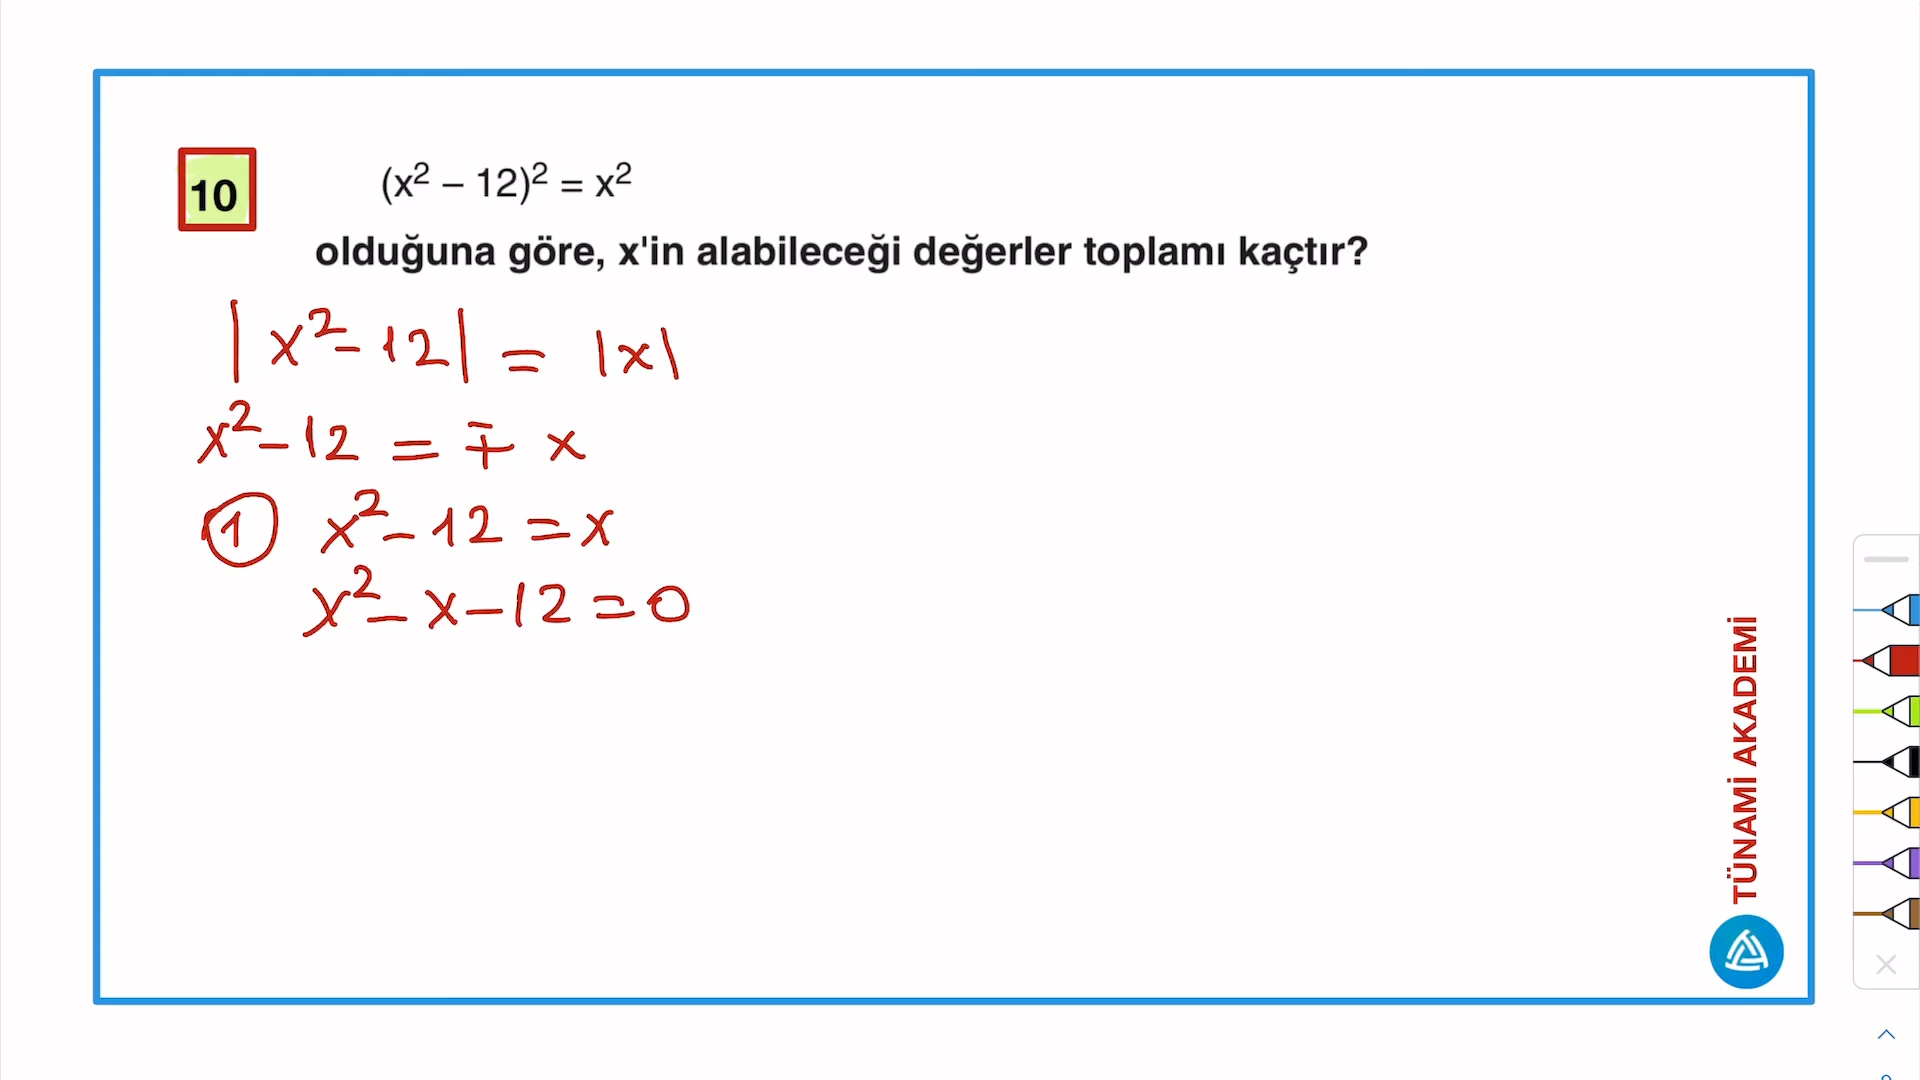 10
(x² – 12)² = x²
olduğuna göre, x'in alabileceği değerler toplamı kaçtır?
|x² - 12| = |x|
x² - 12 = ∓ x
① x² - 12 = x
x² - x - 12 = 0
TÜNAMİ AKADEMİ